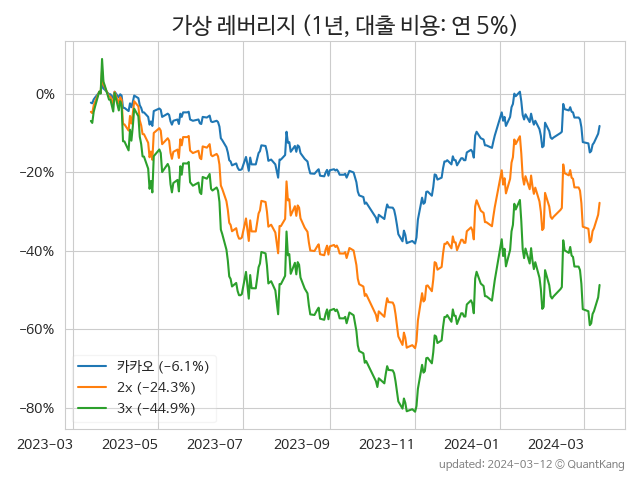 가상 레버리지 (1년, 대출 비용: 연 5%)
0%
−20%
−40%
−60%
−80%
카카오 (−6.1%)
2x (−24.3%)
3x (−44.9%)
2023-03 2023-05 2023-07 2023-09 2023-11 2024-01 2024-03
updated: 2024-03-12 © QuantKang